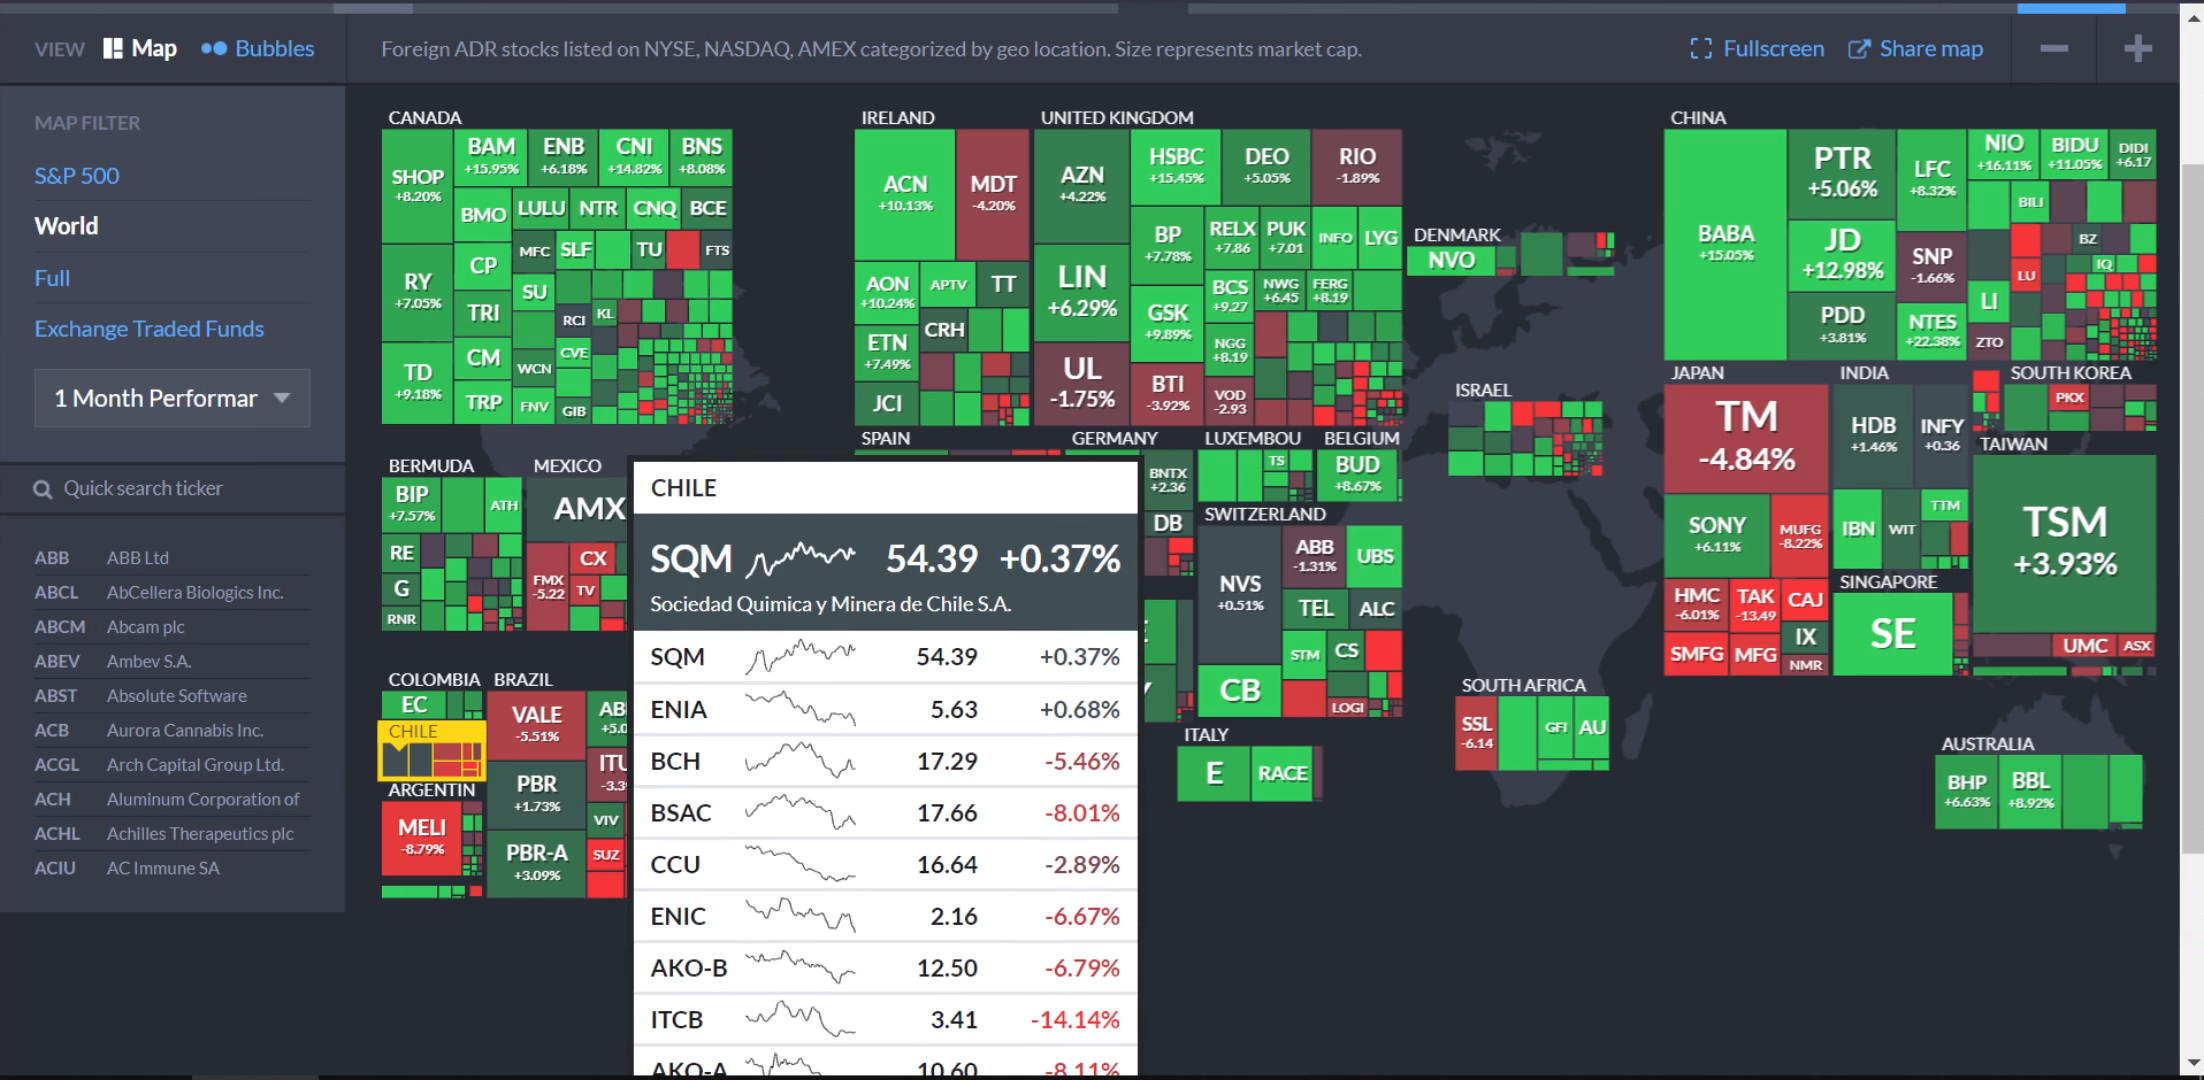 VIEW Map Bubbles Foreign ADR stocks listed on NYSE, NASDAQ, AMEX categorized by geo location. Size represents market cap. Fullscreen Share map
MAP FILTER
S&P 500
World
Full
Exchange Traded Funds
1 Month Performar
Quick search ticker
ABB ABB Ltd
ABCL AbCellera Biologics Inc.
ABCM Abcam plc
ABEV Ambev S.A.
ABST Absolute Software
ACB Aurora Cannabis Inc.
ACGL Arch Capital Group Ltd.
ACH Aluminum Corporation of
ACHL Achilles Therapeutics plc
ACIU AC Immune SA
CANADA
SHOP
+8.20%
BAM
+15.95%
ENB
+6.18%
CNI
+14.82%
BNS
+8.08%
BMO
LULU
NTR
CNQ
BCE
MFC
SLF
TU
FTS
RY
+7.05%
CP
SU
TRI
RCI
KL
TD
+9.18%
CM
CVE
WCN
TRP
FNV
GIB
IRELAND
ACN
+10.13%
MDT
-4.20%
AON
+10.24%
APTV
TT
ETN
+7.49%
CRH
JCI
UNITED KINGDOM
AZN
+4.22%
HSBC
+15.45%
DEO
+5.05%
RIO
-1.89%
LIN
+6.29%
BP
+7.78%
RELX
+7.86
PUK
+7.01
INFO
LYG
GSK
+9.89%
BCS
+9.27
NWG
+6.45
FERG
+8.19
NGG
+8.19
UL
-1.75%
BTI
-3.92%
VOD
-2.93
DENMARK
NVO
ISRAEL
CHINA
BABA
+15.05%
PTR
+5.06%
LFC
+8.32%
NIO
+16.11%
BIDU
+11.05%
DIDI
+6.17
JD
+12.98%
SNP
-1.66%
BILI
BZ
LU
IQ
LI
PDD
+3.81%
NTES
+22.38%
ZTO
JAPAN
TM
-4.84%
SONY
+6.11%
MUFG
-8.22%
HMC
-6.01%
TAK
-13.49
CAJ
IX
SMFG
MFG
NMR
INDIA
HDB
+1.46%
INFY
+0.36
IBN
WIT
TTM
SOUTH KOREA
PKX
TAIWAN
TSM
+3.93%
UMC
ASX
SINGAPORE
SE
BERMUDA
BIP
+7.57%
ATH
RE
G
RNR
MEXICO
AMX
FMX
-5.22
CX
TV
SPAIN
GERMANY
BNTX
+2.36
DB
LUXEMBOU
TS
BELGIUM
BUD
+8.67%
SWITZERLAND
NVS
+0.51%
ABB
-1.31%
UBS
TEL
ALC
STM
CS
CB
LOGI
ITALY
E
RACE
SOUTH AFRICA
SSL
-6.14
GFI
AU
AUSTRALIA
BHP
+6.63%
BBL
+8.92%
COLOMBIA
EC
CHILE
ARGENTIN
MELI
-8.79%
BRAZIL
VALE
-5.51%
AB
+5.0
PBR
+1.73%
ITU
-3.3
VIV
PBR-A
+3.09%
SUZ
CHILE
SQM 54.39 +0.37%
Sociedad Quimica y Minera de Chile S.A.
SQM 54.39 +0.37%
ENIA 5.63 +0.68%
BCH 17.29 -5.46%
BSAC 17.66 -8.01%
CCU 16.64 -2.89%
ENIC 2.16 -6.67%
AKO-B 12.50 -6.79%
ITCB 3.41 -14.14%
AKO-A 10.60 -8.11%